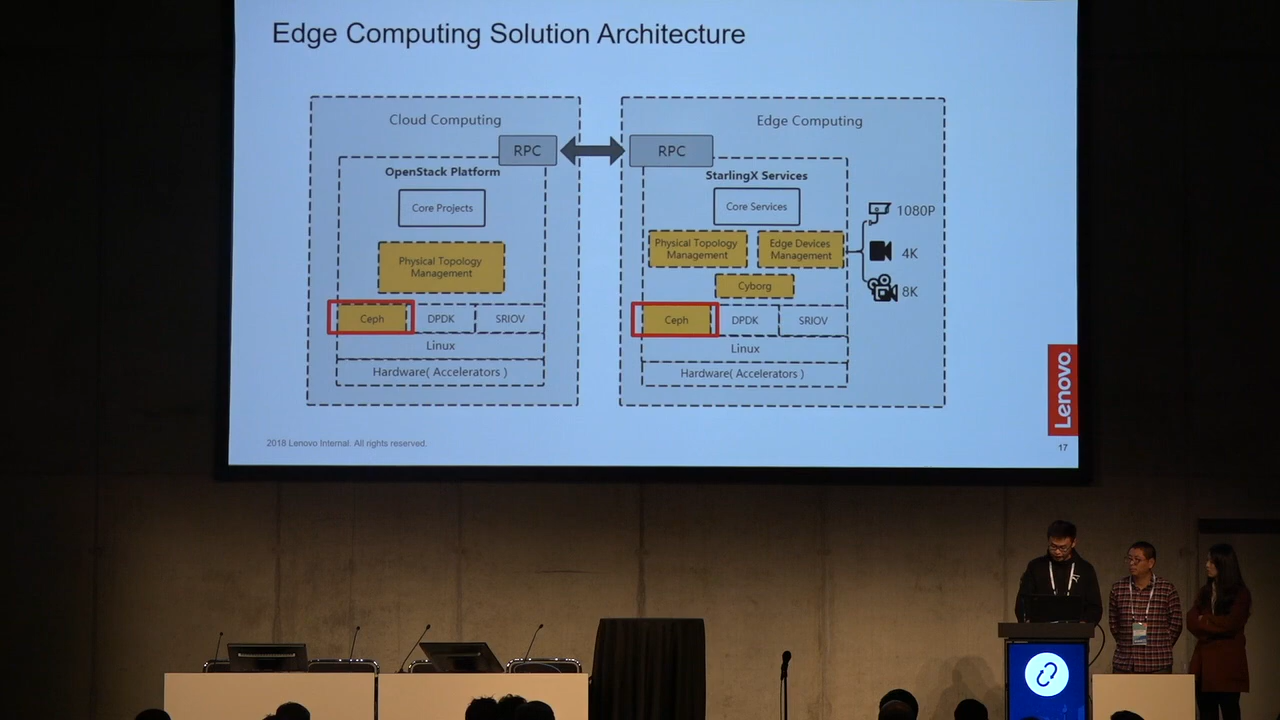 Edge Computing Solution Architecture
Cloud Computing
RPC
OpenStack Platform
Core Projects
Physical Topology
Management
Ceph
DPDK
SRIOV
Linux
Hardware( Accelerators )
Edge Computing
RPC
StarlingX Services
Core Services
Physical Topology
Management
Edge Devices
Management
Cyborg
Ceph
DPDK
SRIOV
Linux
Hardware( Accelerators )
1080P
4K
8K
Lenovo
2018 Lenovo Internal. All rights reserved.
17